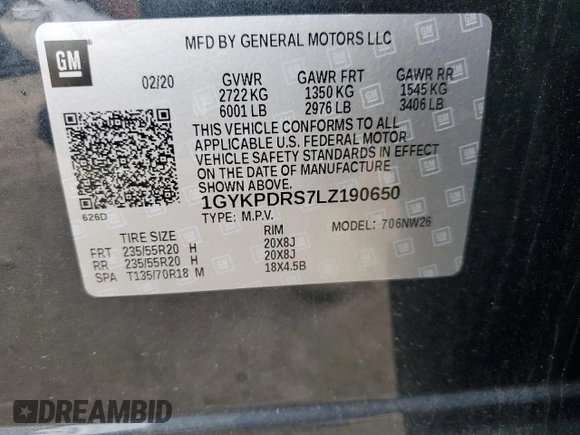 GM
MFD BY GENERAL MOTORS LLC
02/20 GVWR GAWR FRT GAWR RR
2722 KG 1350 KG 1545 KG
6001 LB 2976 LB 3406 LB
THIS VEHICLE CONFORMS TO ALL
APPLICABLE U.S. FEDERAL MOTOR
VEHICLE SAFETY STANDARDS IN EFFECT
ON THE DATE OF MANUFACTURE
SHOWN ABOVE.
626D
1GYKPDRS7LZ190650
TYPE: M.P.V. MODEL: 706NW26
TIRE SIZE RIM
FRT 235/55R20 H 20X8J
RR 235/55R20 H 20X8J
SPA T135/70R18 M 18X4.5B
DREAMBID